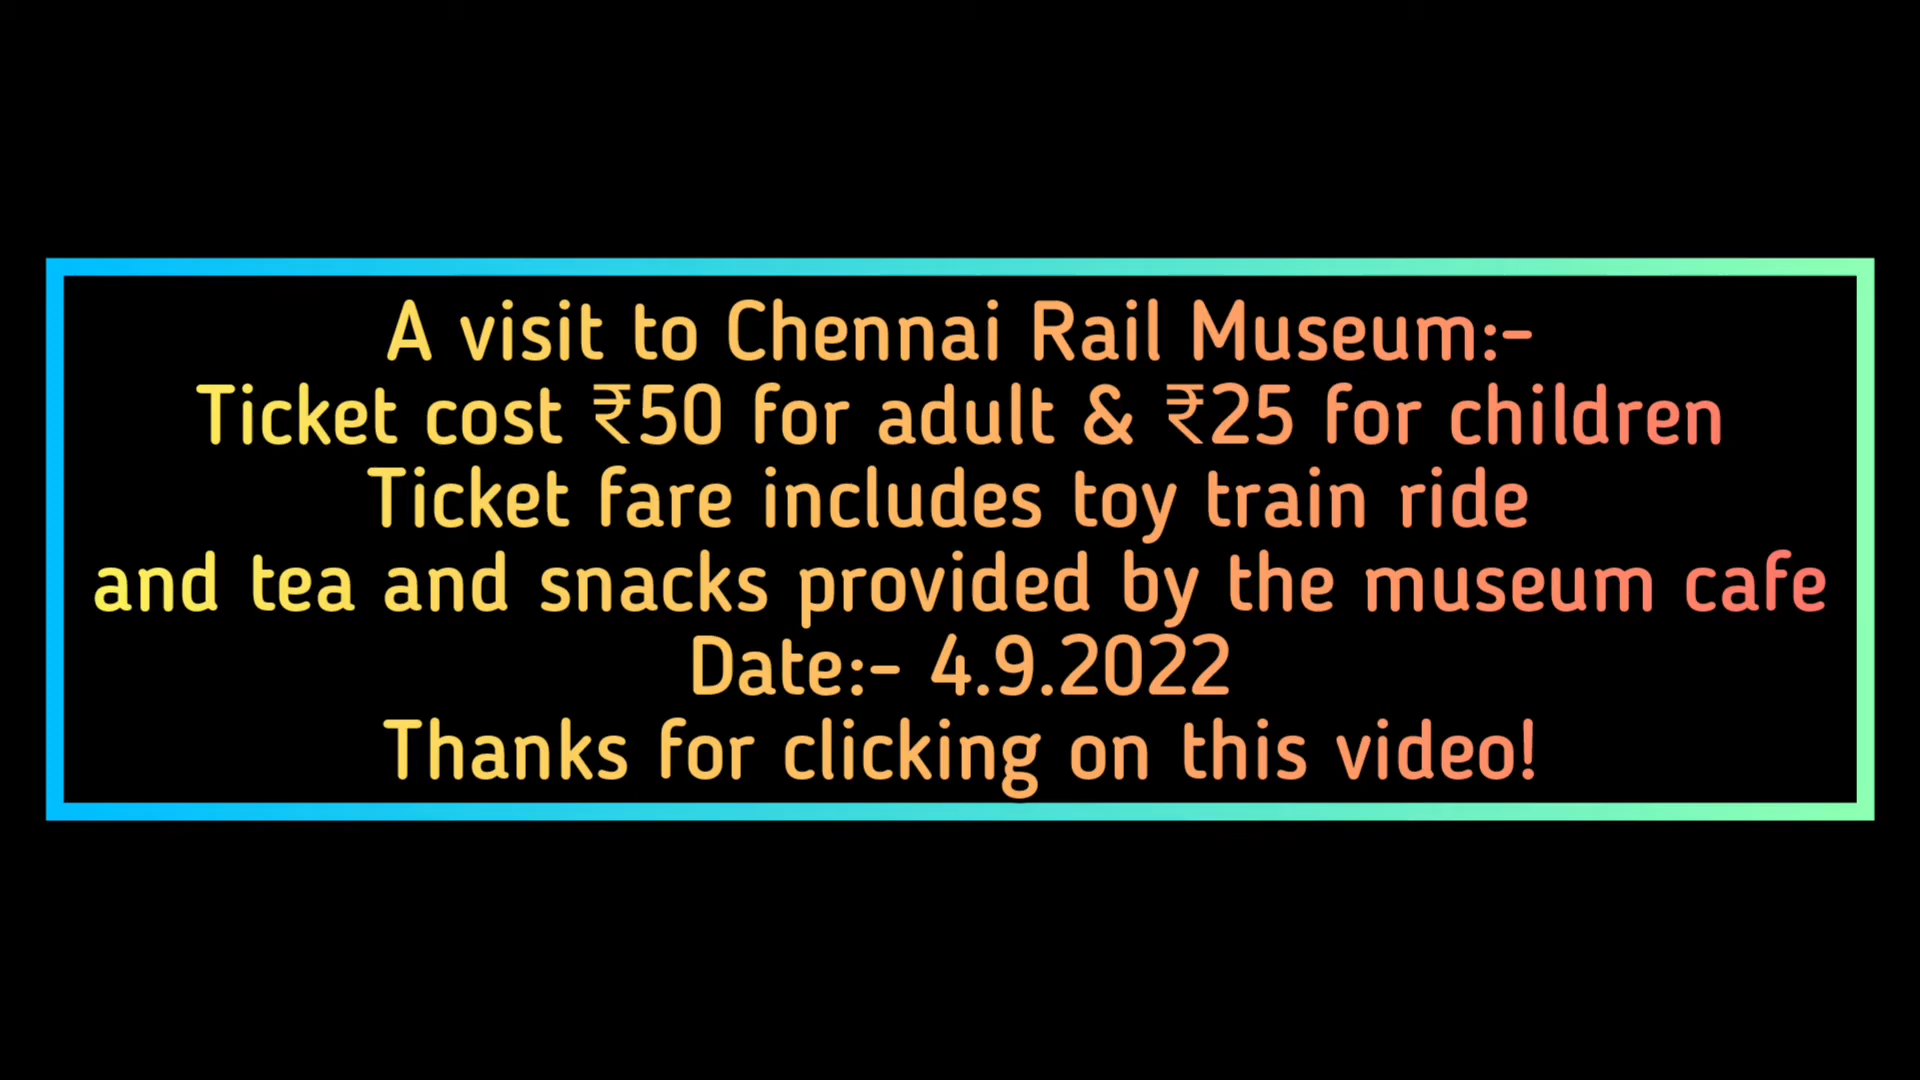 A visit to Chennai Rail Museum:-
Ticket cost ₹50 for adult & ₹25 for children
Ticket fare includes toy train ride
and tea and snacks provided by the museum cafe
Date:- 4.9.2022
Thanks for clicking on this video!